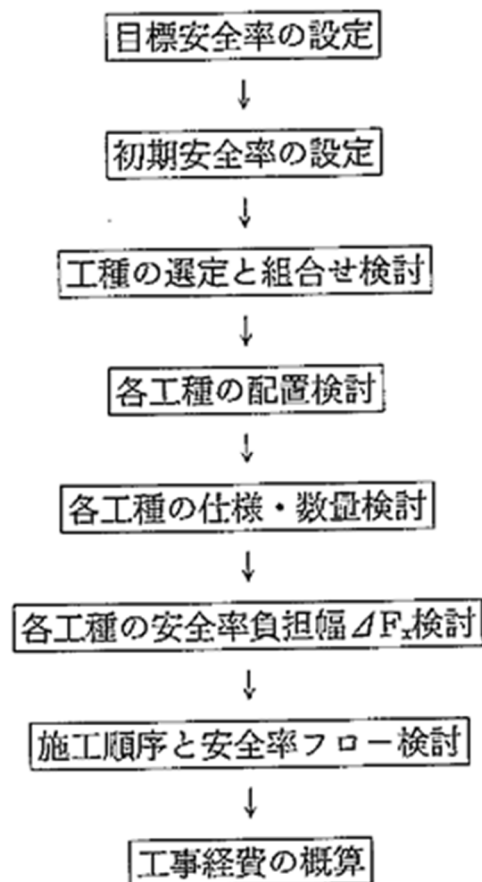 目標安全率の設定
↓
初期安全率の設定
↓
工種の選定と組合せ検討
↓
各工種の配置検討
↓
各工種の仕様・数量検討
↓
各工種の安全率負担幅ΔFx検討
↓
施工順序と安全率フロー検討
↓
工事経費の概算